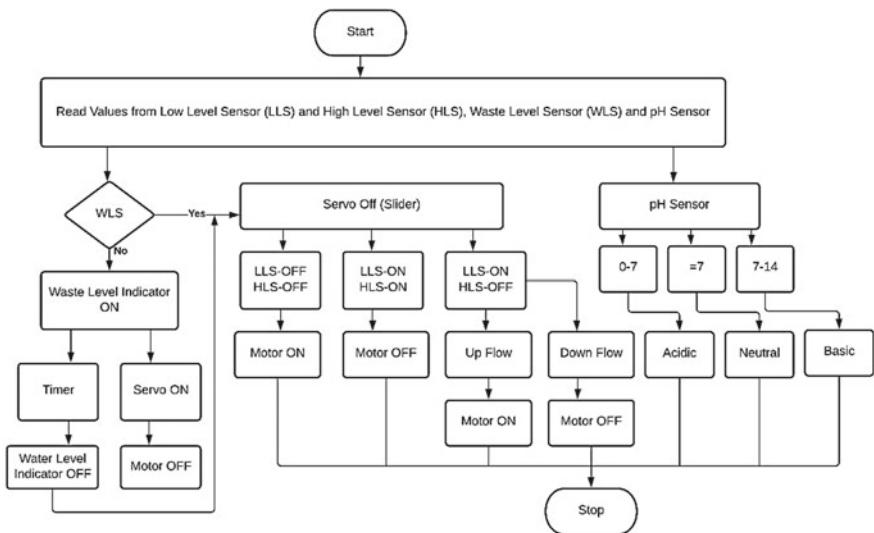 Start
Read Values from Low Level Sensor (LLS) and High Level Sensor (HLS), Waste Level Sensor (WLS) and pH Sensor
WLS
Yes
No
Servo Off (Slider)
pH Sensor
LLS-OFF
HLS-OFF
LLS-ON
HLS-ON
LLS-ON
HLS-OFF
0-7
=7
7-14
Waste Level Indicator
ON
Motor ON
Motor OFF
Up Flow
Down Flow
Acidic
Neutral
Basic
Timer
Servo ON
Motor ON
Motor OFF
Water Level
Indicator OFF
Motor OFF
Stop